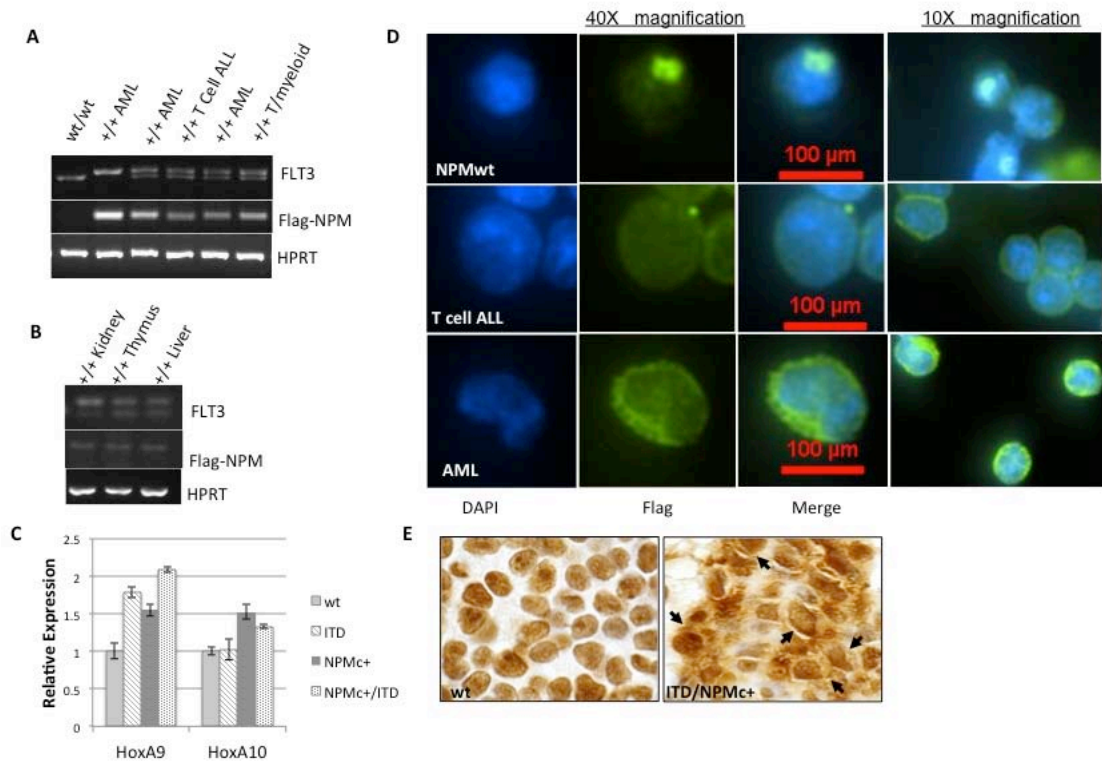 A
wt/wt
+/+ AML
+/+ AML
+/+ T Cell ALL
+/+ AML
+/+ T/myeloid
FLT3
Flag-NPM
HPRT
B
+/+ Kidney
+/+ Thymus
+/+ Liver
FLT3
Flag-NPM
HPRT
C
2.5
2
1.5
1
0.5
0
Relative Expression
HoxA9
HoxA10
wt
ITD
NPMc+
NPMc+/ITD
D
40X magnification
10X magnification
NPMwt
100 µm
T cell ALL
100 µm
AML
100 µm
DAPI
Flag
Merge
E
wt
ITD/NPMc+